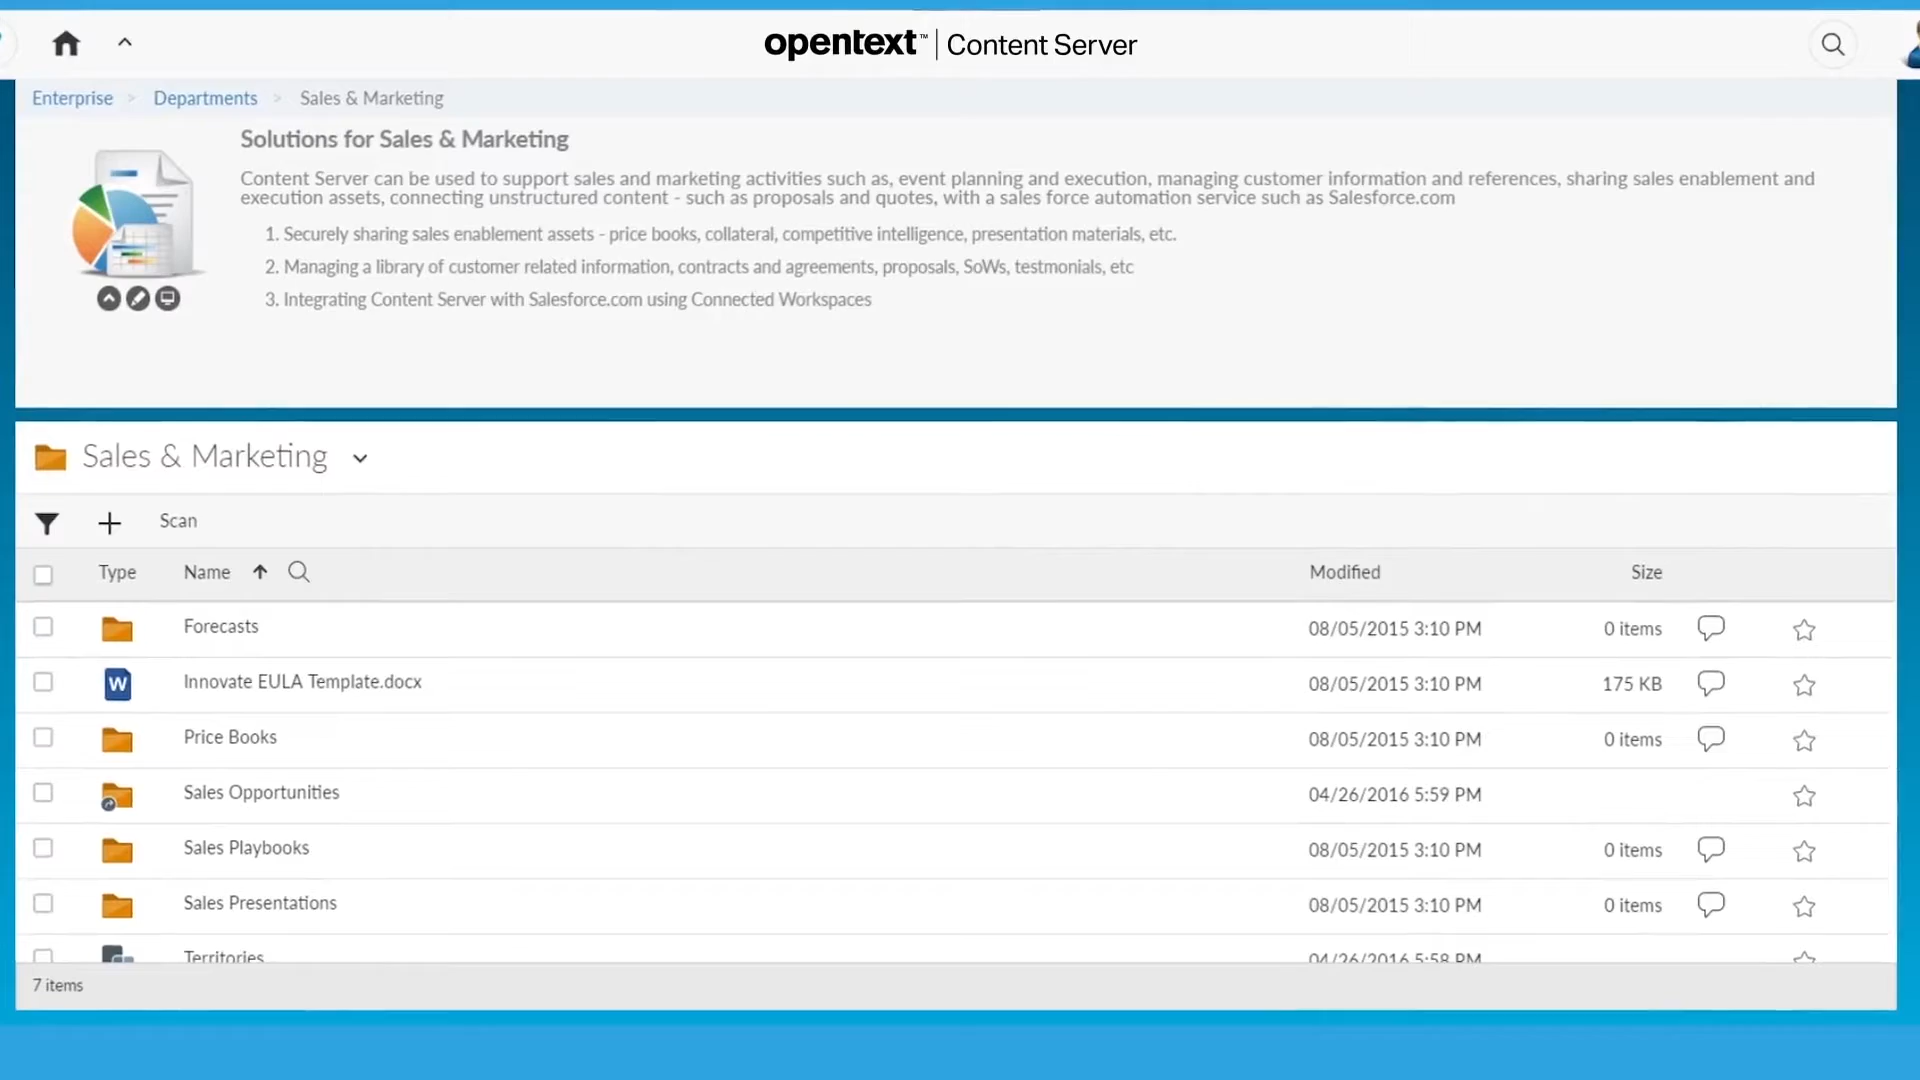 opentext™ | Content Server
Enterprise > Departments > Sales & Marketing
Solutions for Sales & Marketing
Content Server can be used to support sales and marketing activities such as, event planning and execution, managing customer information and references, sharing sales enablement and
execution assets, connecting unstructured content - such as proposals and quotes, with a sales force automation service such as Salesforce.com
1. Securely sharing sales enablement assets - price books, collateral, competitive intelligence, presentation materials, etc.
2. Managing a library of customer related information, contracts and agreements, proposals, SoWs, testmonials, etc
3. Integrating Content Server with Salesforce.com using Connected Workspaces
Sales & Marketing
Scan
Type Name Modified Size
Forecasts 08/05/2015 3:10 PM 0 items
W Innovate EULA Template.docx 08/05/2015 3:10 PM 175 KB
Price Books 08/05/2015 3:10 PM 0 items
Sales Opportunities 04/26/2016 5:59 PM
Sales Playbooks 08/05/2015 3:10 PM 0 items
Sales Presentations 08/05/2015 3:10 PM 0 items
Territories 04/26/2016 5:58 PM
7 items